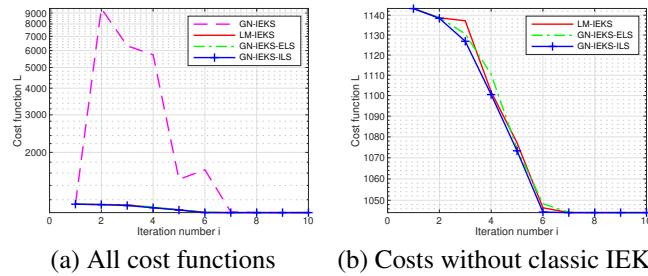 9000
8000
7000
6000
5000
4000
3000
2000
Cost function L
GN-IEKS
LM-IEKS
GN-IEKS-ELS
GN-IEKS-ILS
0 2 4 6 8 10
Iteration number i
1140
1130
1120
1110
1100
1090
1080
1070
1060
1050
Cost function L
LM-IEKS
GN-IEKS-ELS
GN-IEKS-ILS
0 2 4 6 8 10
Iteration number i
(a) All cost functions
(b) Costs without classic IEK